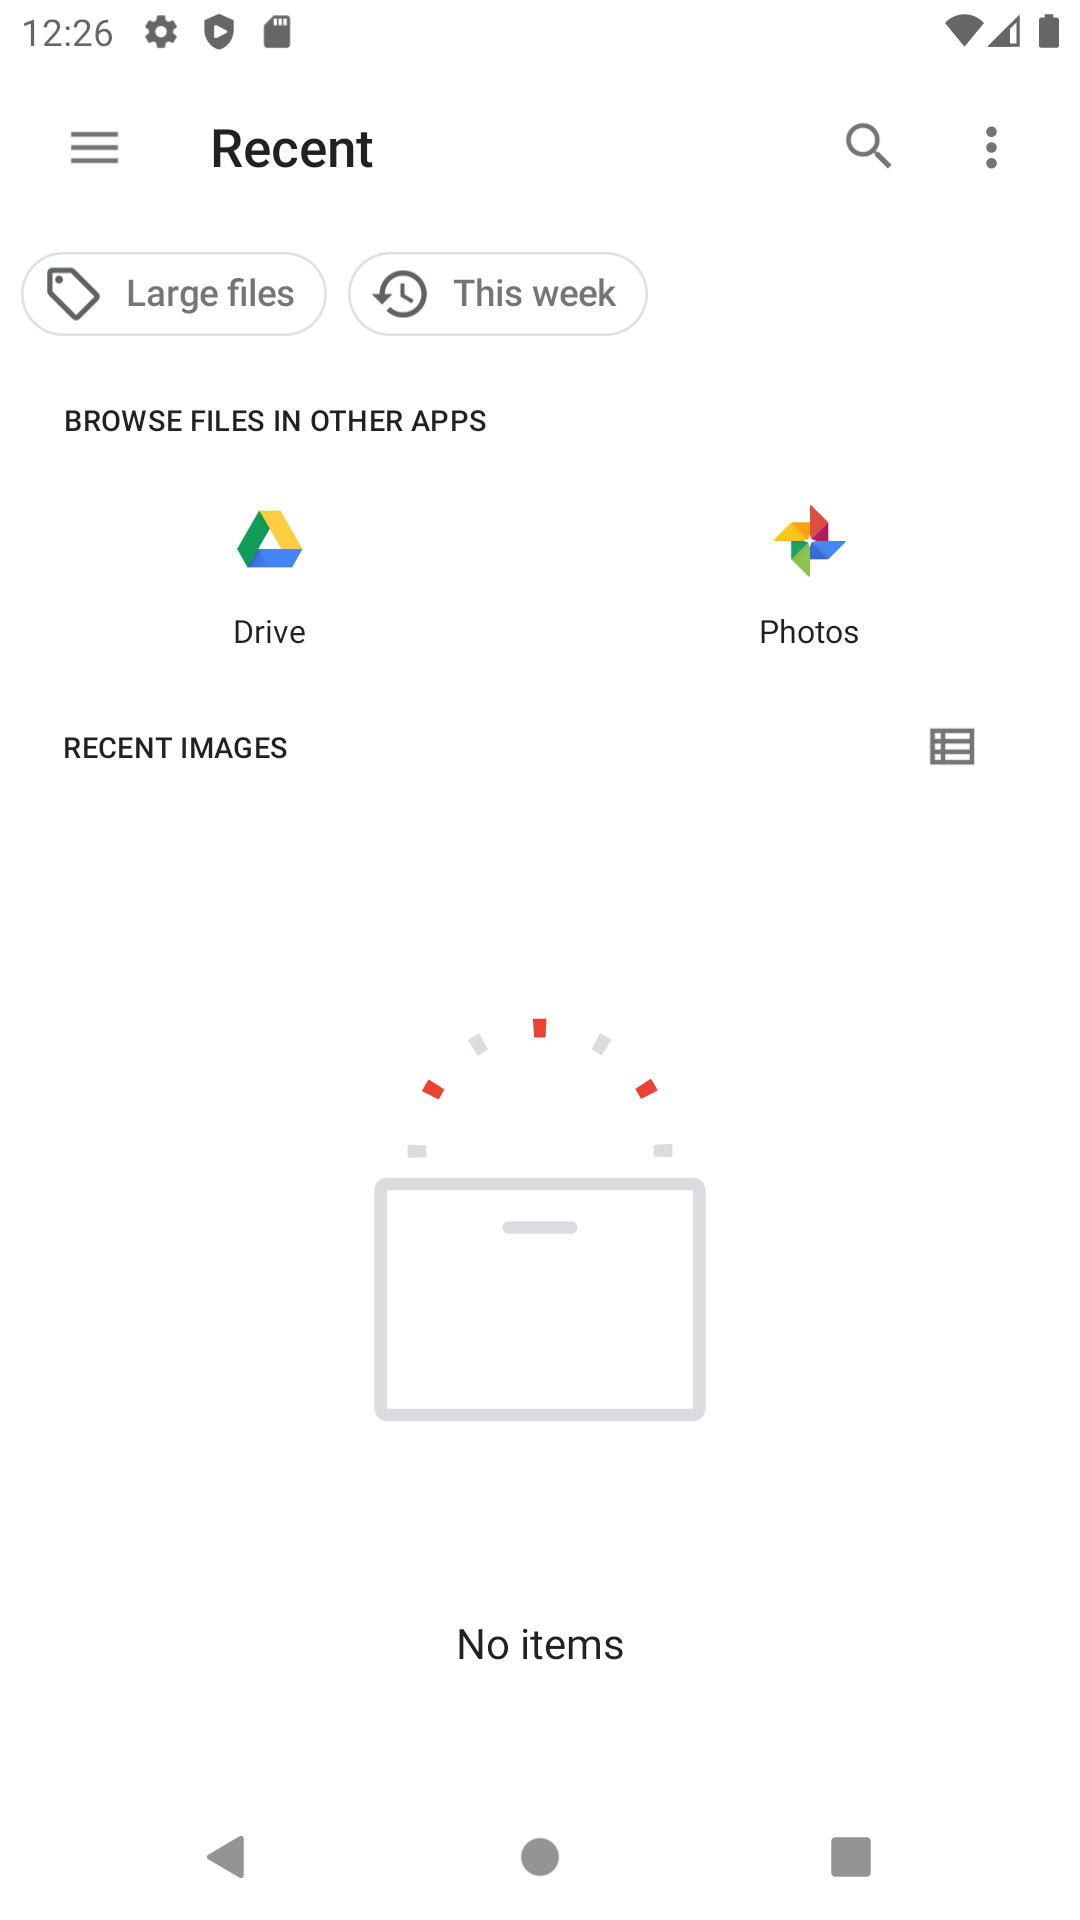 12:26
Recent
Large files
This week
BROWSE FILES IN OTHER APPS
Drive
Photos
RECENT IMAGES
No items